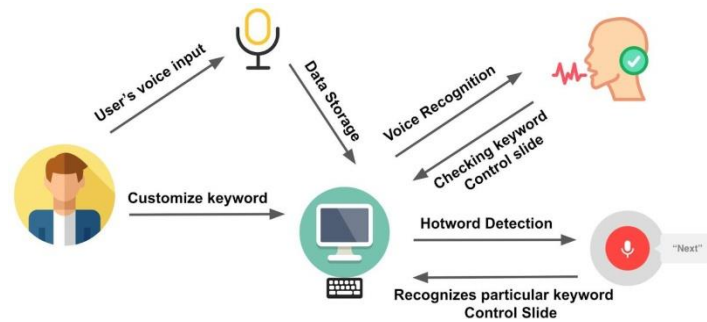 User's voice input
Data Storage
Voice Recognition
Checking keyword
Control slide
Customize keyword
Hotword Detection
"Next"
Recognizes particular keyword
Control Slide